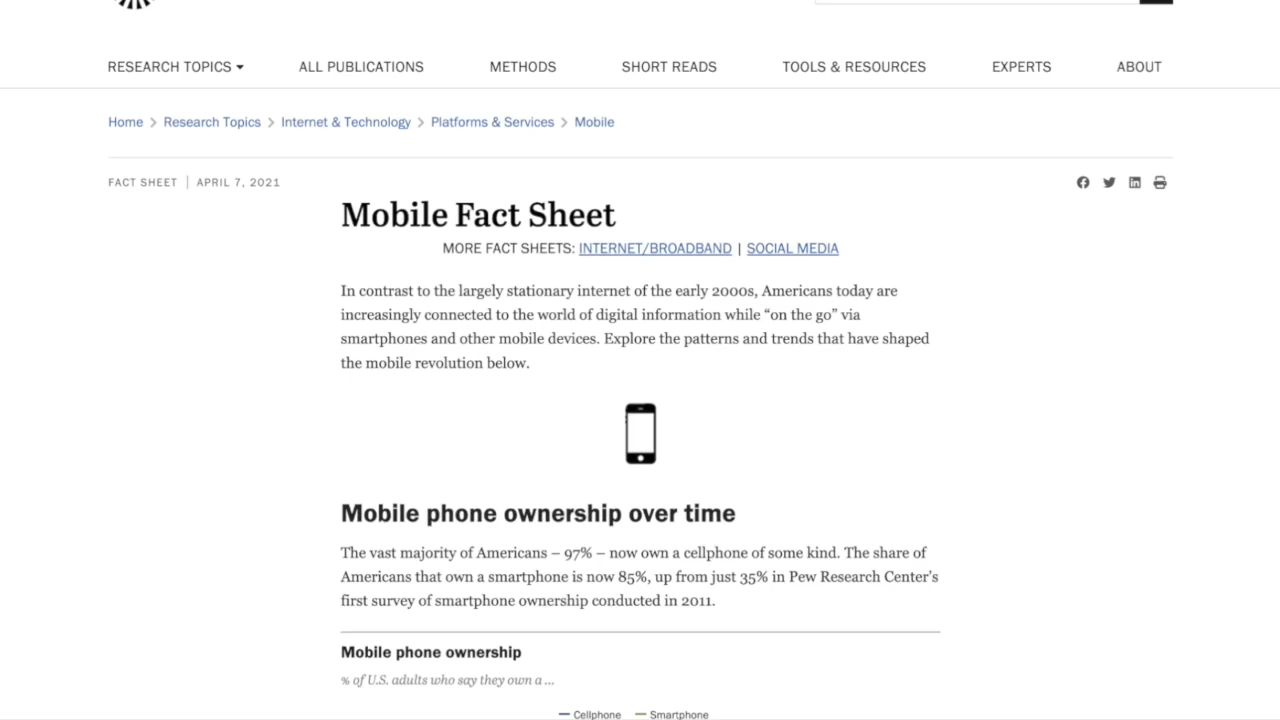 RESEARCH TOPICS ALL PUBLICATIONS METHODS SHORT READS TOOLS & RESOURCES EXPERTS ABOUT
Home > Research Topics > Internet & Technology > Platforms & Services > Mobile
FACT SHEET | APRIL 7, 2021
Mobile Fact Sheet
MORE FACT SHEETS: INTERNET/BROADBAND | SOCIAL MEDIA
In contrast to the largely stationary internet of the early 2000s, Americans today are
increasingly connected to the world of digital information while “on the go” via
smartphones and other mobile devices. Explore the patterns and trends that have shaped
the mobile revolution below.
Mobile phone ownership over time
The vast majority of Americans – 97% – now own a cellphone of some kind. The share of
Americans that own a smartphone is now 85%, up from just 35% in Pew Research Center’s
first survey of smartphone ownership conducted in 2011.
Mobile phone ownership
% of U.S. adults who say they own a ...
Cellphone Smartphone